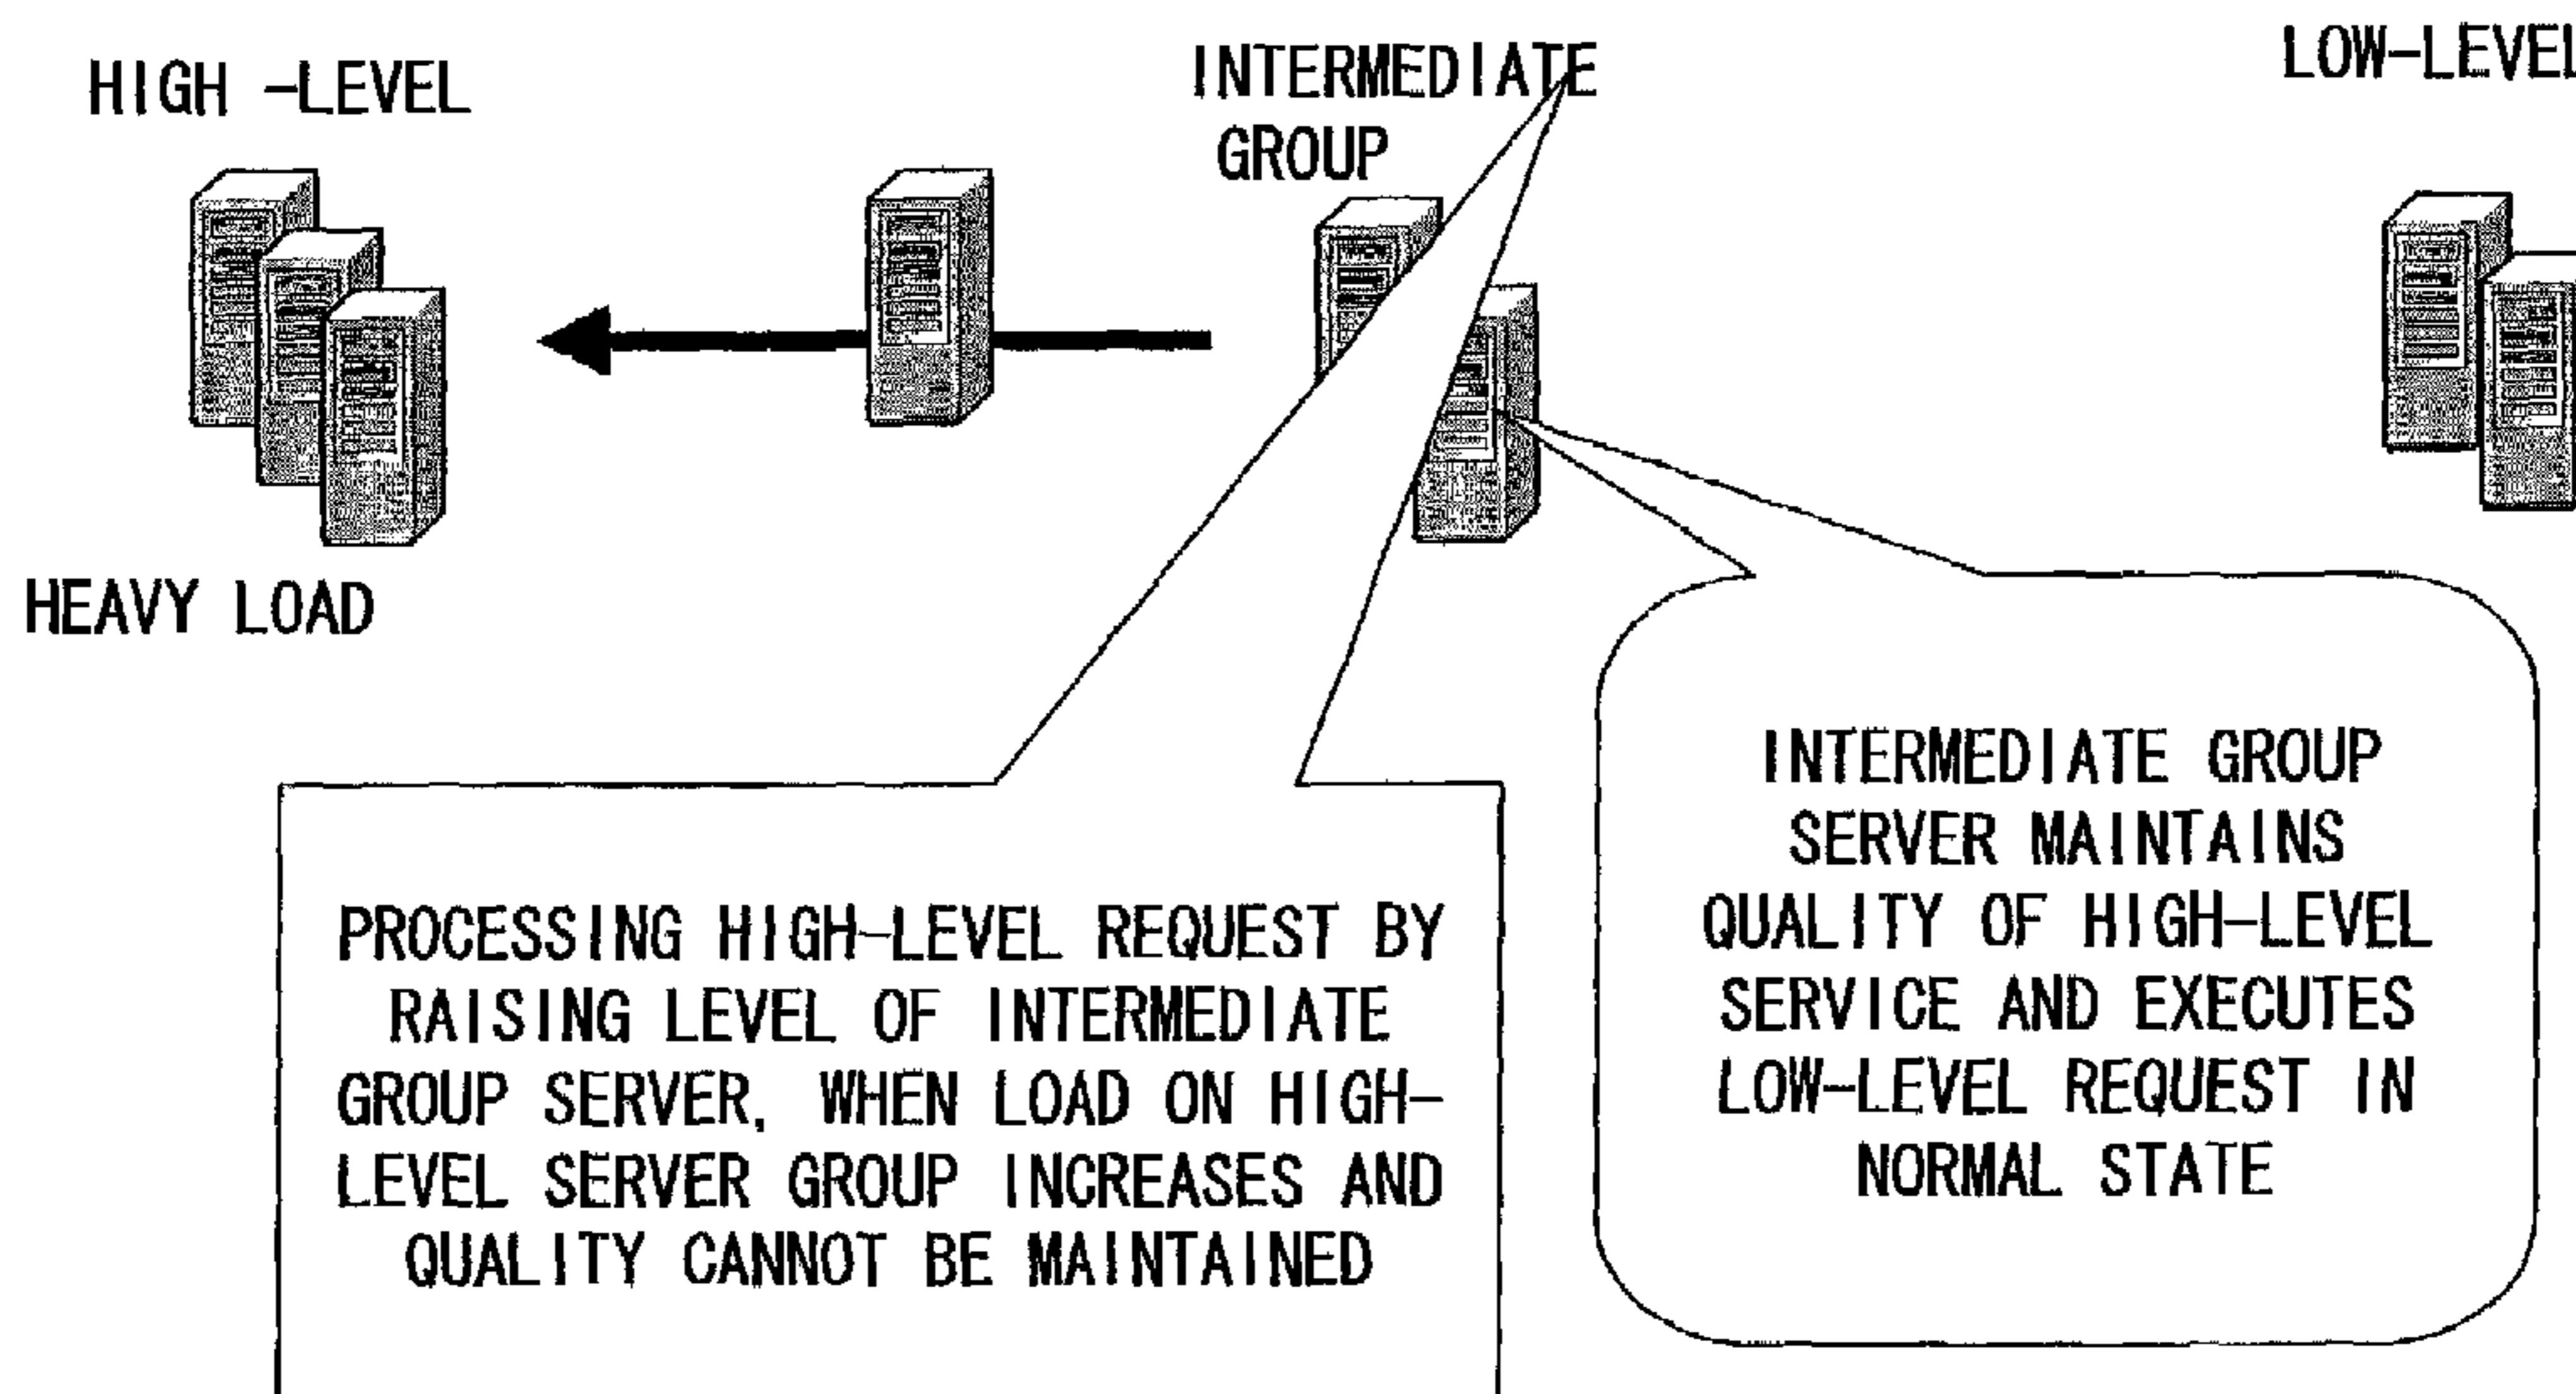 HIGH -LEVEL
INTERMEDIATE
GROUP
LOW-LEVEL
HEAVY LOAD
PROCESSING HIGH-LEVEL REQUEST BY
RAISING LEVEL OF INTERMEDIATE
GROUP SERVER, WHEN LOAD ON HIGH-
LEVEL SERVER GROUP INCREASES AND
QUALITY CANNOT BE MAINTAINED
INTERMEDIATE GROUP
SERVER MAINTAINS
QUALITY OF HIGH-LEVEL
SERVICE AND EXECUTES
LOW-LEVEL REQUEST IN
NORMAL STATE